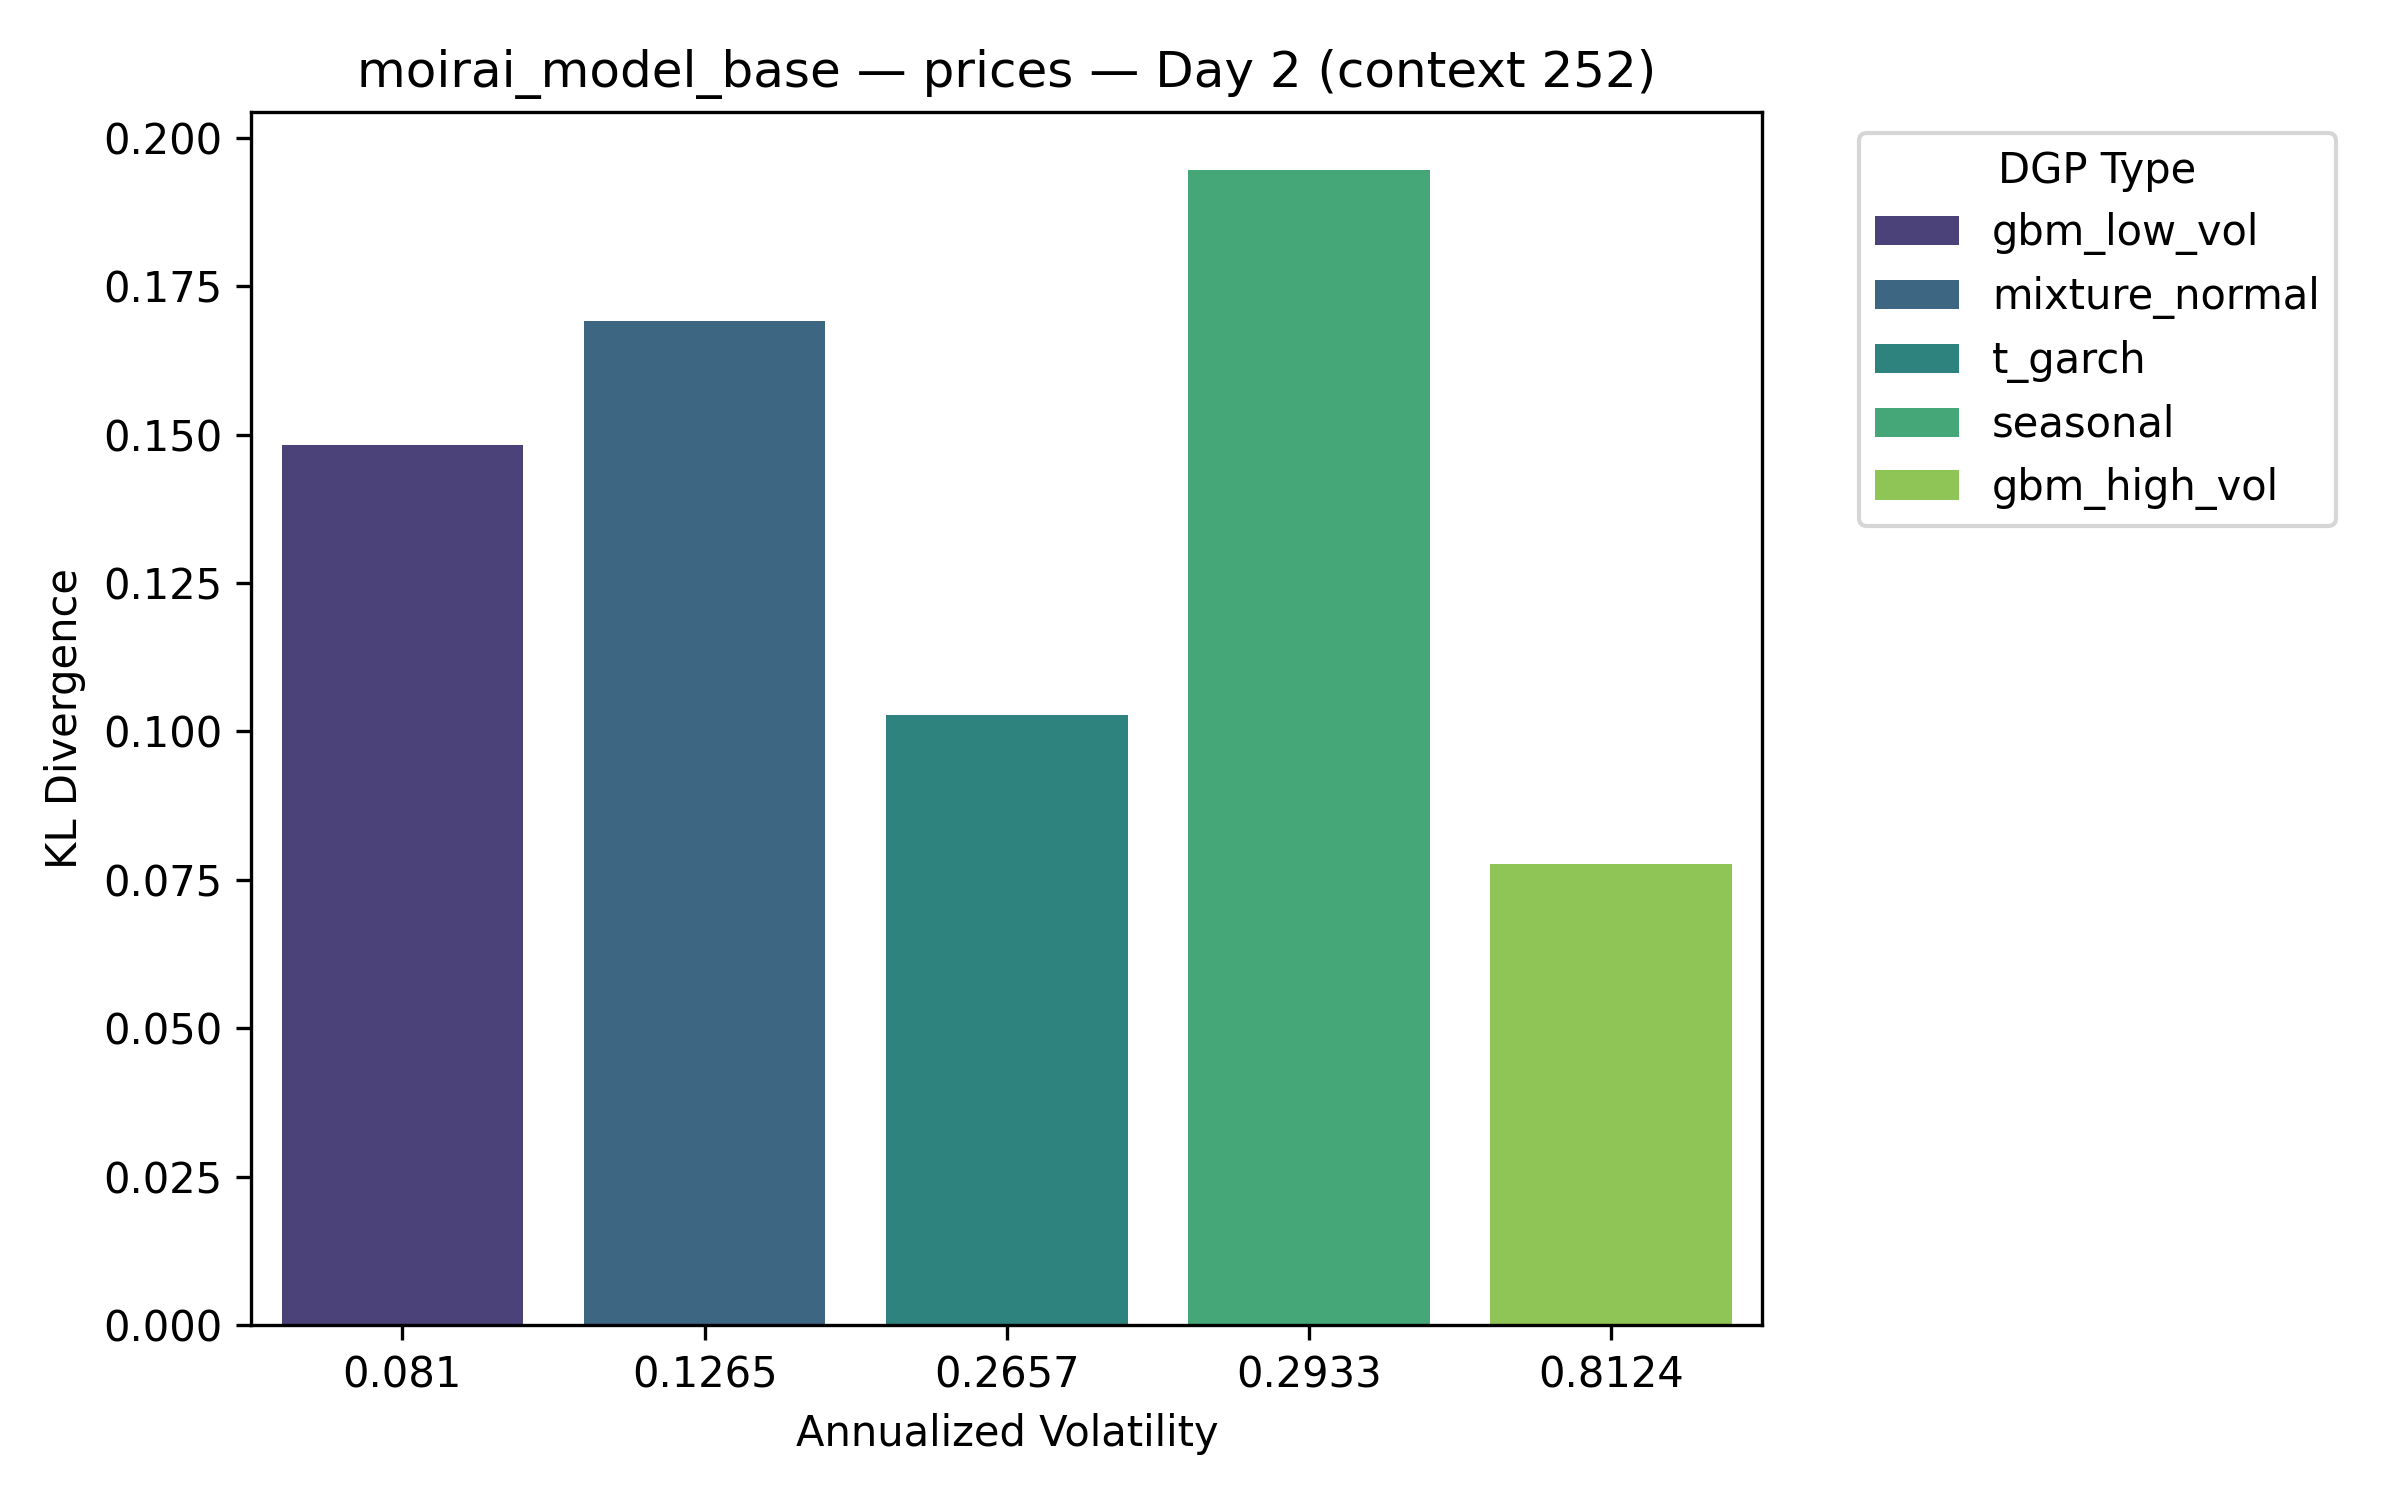 moirai_model_base — prices — Day 2 (context 252)
0.200
0.175
0.150
0.125
0.100
0.075
0.050
0.025
0.000
KL Divergence
0.081 0.1265 0.2657 0.2933 0.8124
Annualized Volatility
DGP Type
gbm_low_vol
mixture_normal
t_garch
seasonal
gbm_high_vol